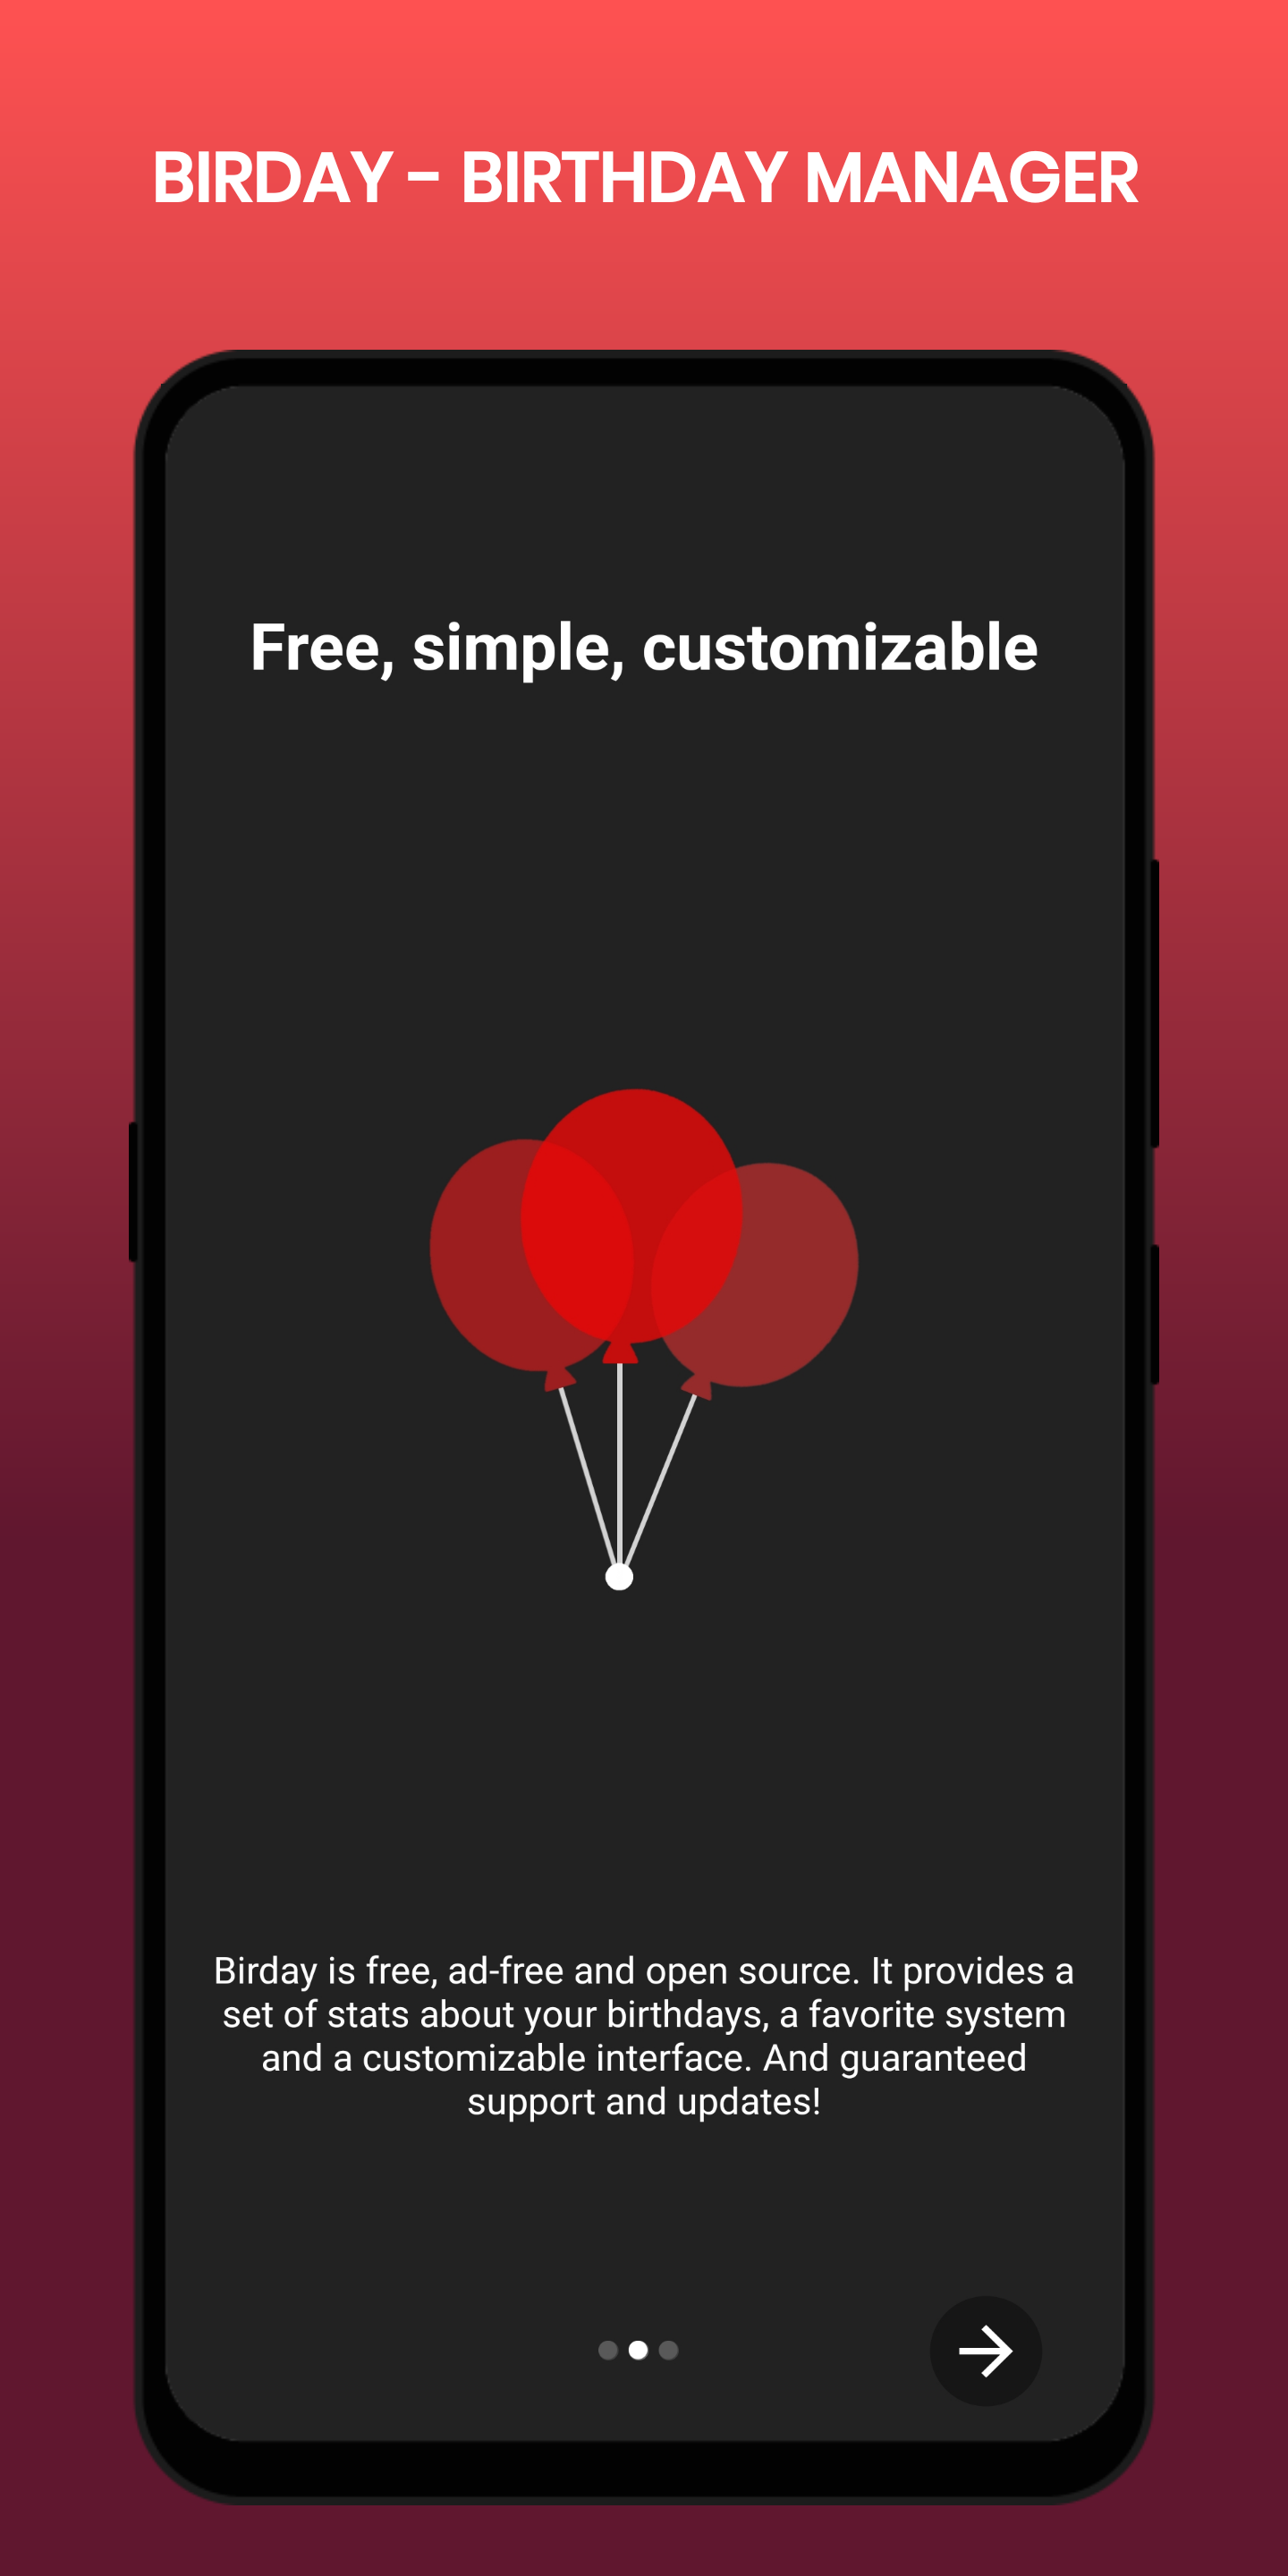 BIRDAY - BIRTHDAY MANAGER
Free, simple, customizable
Birday is free, ad-free and open source. It provides a
set of stats about your birthdays, a favorite system
and a customizable interface. And guaranteed
support and updates!